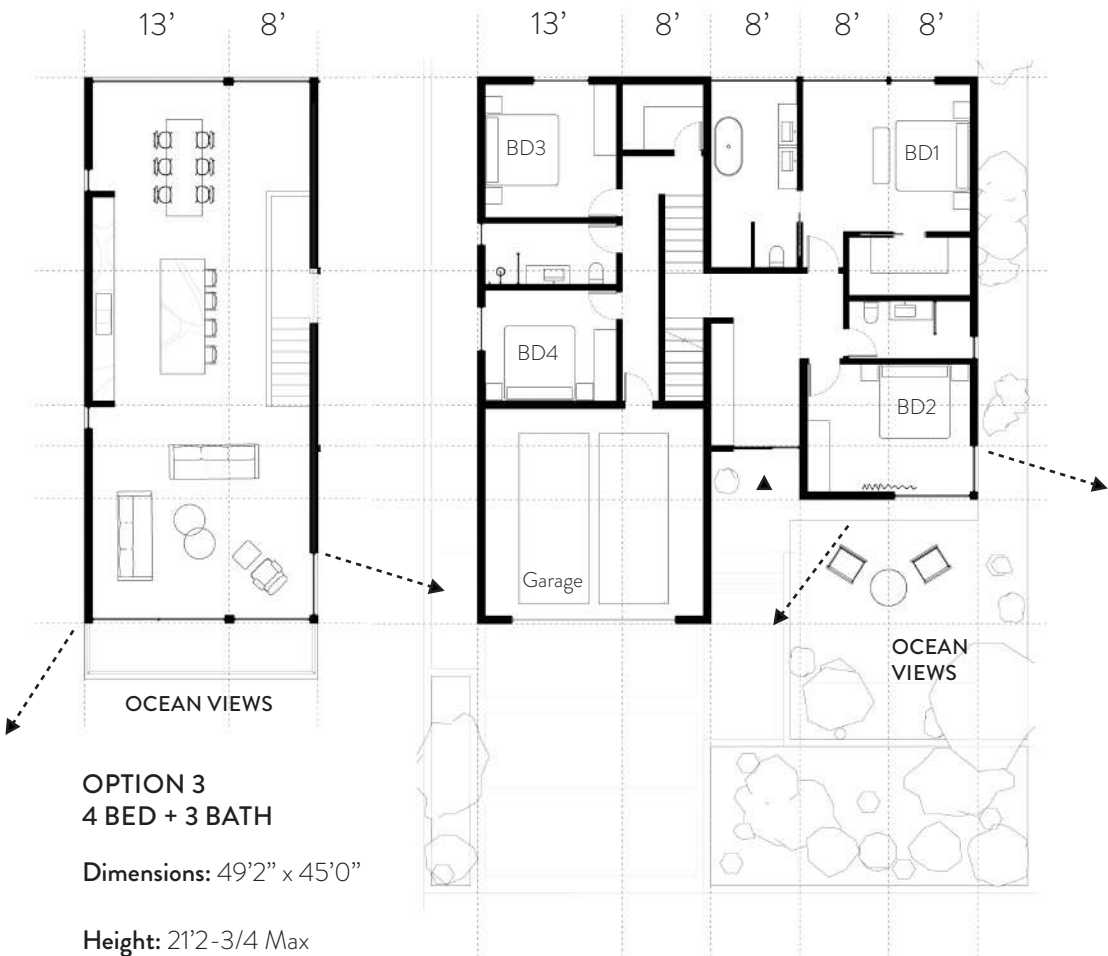 13’ 8’ 13’ 8’ 8’ 8’ 8’
BD3
BD1
BD4
BD2
Garage
OCEAN
VIEWS
OCEAN VIEWS
OPTION 3
4 BED + 3 BATH
Dimensions: 49’2” x 45’0”
Height: 21’2-3/4 Max